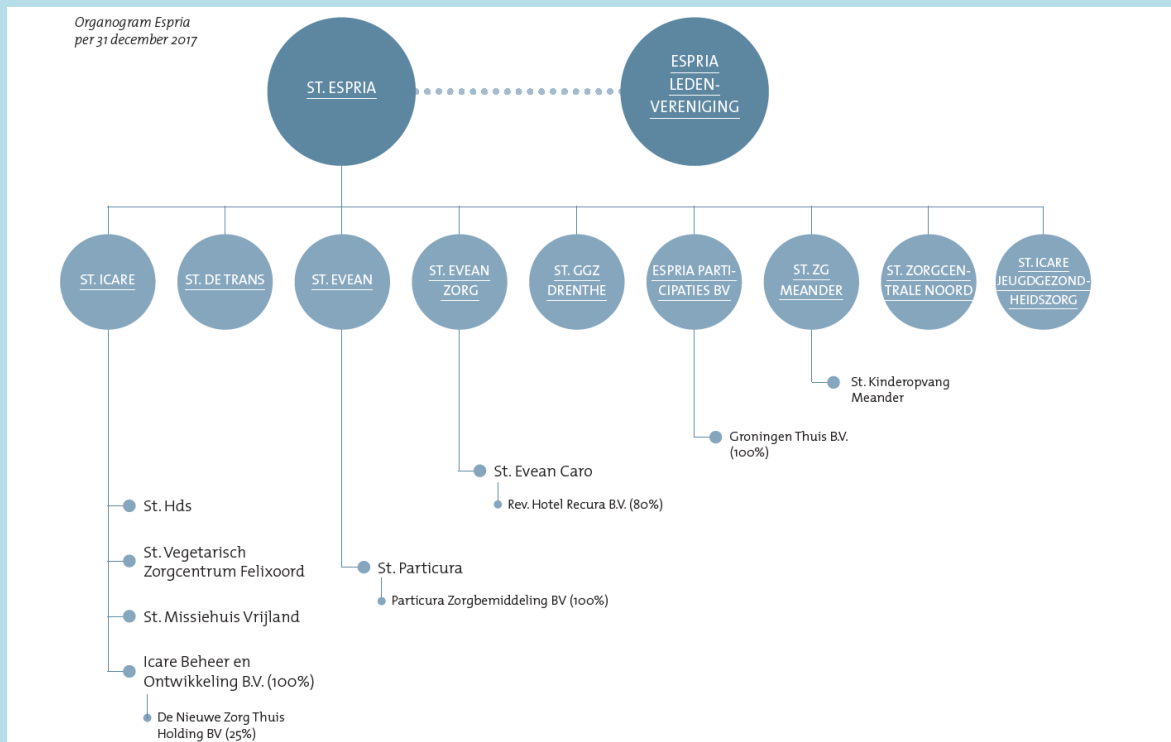 Organogram Espria
per 31 december 2017
ST. ESPRIA
ESPRIA
LEDEN-
VERENIGING
ST. ICARE
ST. DE TRANS
ST. EVEAN
ST. EVEAN
ZORG
ST. GGZ
DRENTHE
ESPRIA PARTI-
CIPATIES BV
ST. ZG
MEANDER
ST. ZORGCEN-
TRALE NOORD
ST. ICARE
JEUGDGEZOND-
HEIDSZORG
St. Kinderopvang
Meander
Groningen Thuis B.V.
(100%)
St. Evean Caro
Rev. Hotel Recura B.V. (80%)
St. Hds
St. Vegetarisch
Zorgcentrum Felixoord
St. Particura
Particura Zorgbemiddeling BV (100%)
St. Missiehuis Vrijland
Icare Beheer en
Ontwikkeling B.V. (100%)
De Nieuwe Zorg Thuis
Holding BV (25%)